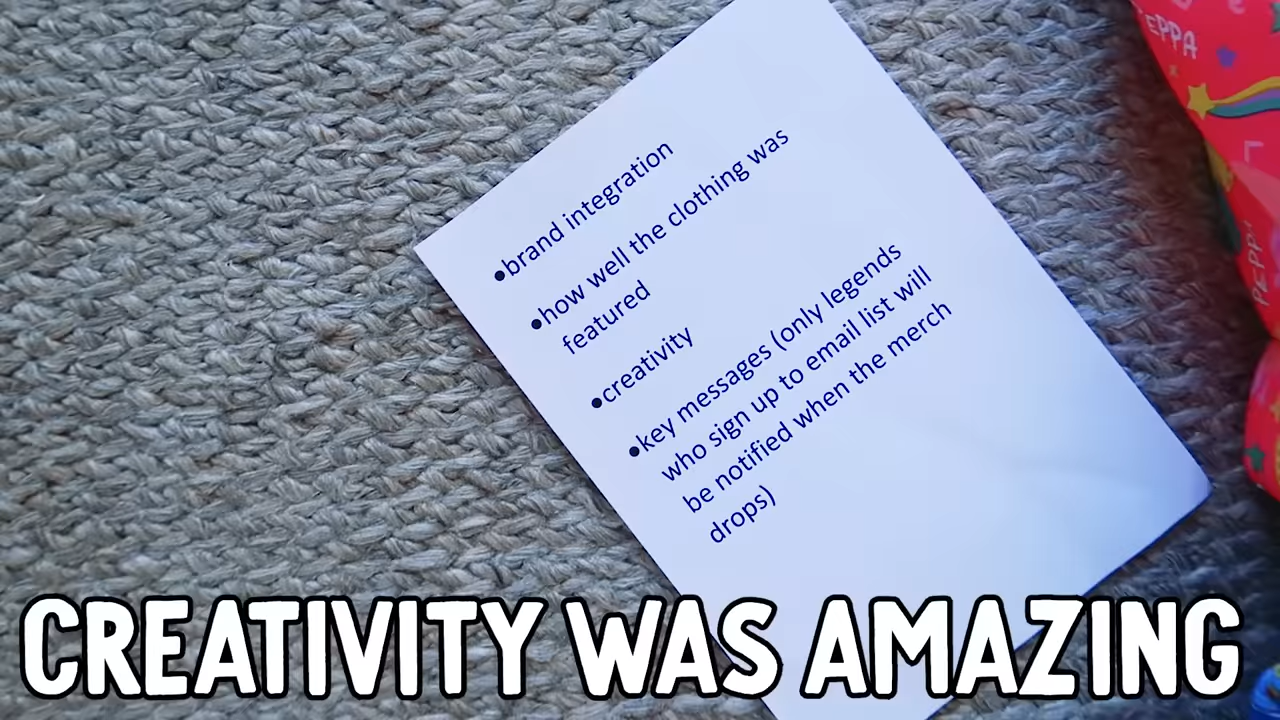 •brand integration
•how well the clothing was
featured
•creativity
•key messages (only legends
who sign up to email list will
be notified when the merch
drops)
EPPA
CREATIVITY WAS AMAZING